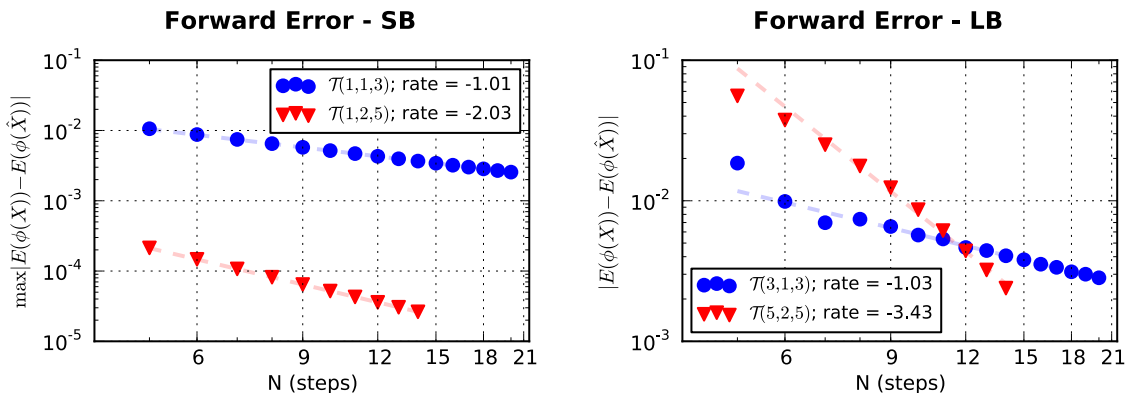 Forward Error - SB
10^{-1}
10^{-2}
10^{-3}
10^{-4}
10^{-5}
max|E(ϕ(X))−E(ϕ(X̂))|
𝒯(1,1,3); rate = -1.01
𝒯(1,2,5); rate = -2.03
6 9 12 15 18 21
N (steps)
Forward Error - LB
10^{-1}
10^{-2}
10^{-3}
|E(ϕ(X))−E(ϕ(X̂))|
𝒯(3,1,3); rate = -1.03
𝒯(5,2,5); rate = -3.43
6 9 12 15 18 21
N (steps)